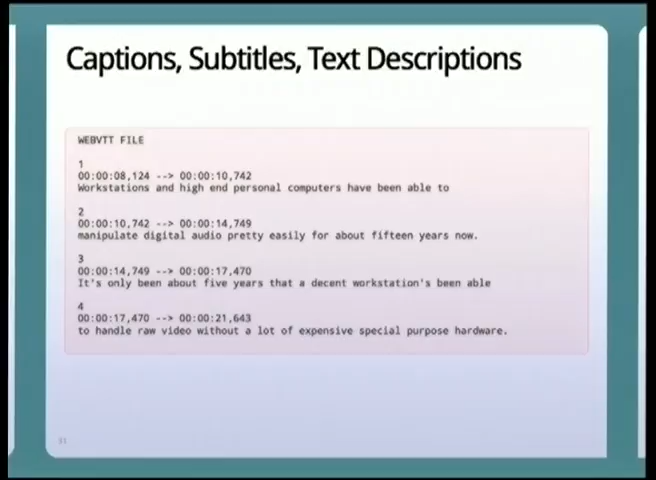 Captions, Subtitles, Text Descriptions
WEBVTT FILE
1
00:00:08,124 --> 00:00:10,742
Workstations and high end personal computers have been able to
2
00:00:10,742 --> 00:00:14,749
manipulate digital audio pretty easily for about fifteen years now.
3
00:00:14,749 --> 00:00:17,470
It's only been about five years that a decent workstation's been able
4
00:00:17,470 --> 00:00:21,643
to handle raw video without a lot of expensive special purpose hardware.